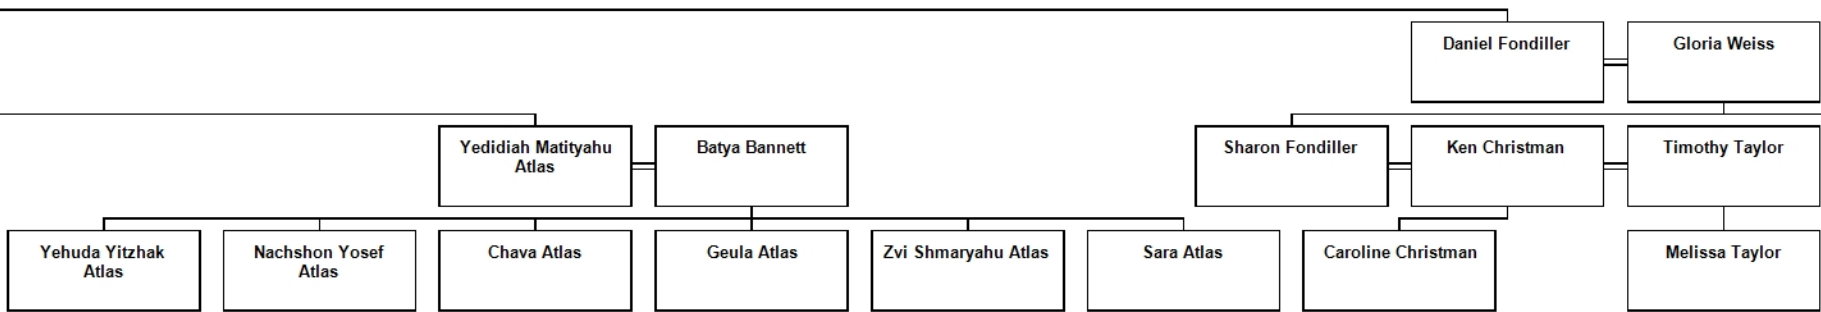 Daniel Fondiller
Gloria Weiss
Yedidiah Matityahu
Atlas
Batya Bannett
Sharon Fondiller
Ken Christman
Timothy Taylor
Yehuda Yitzhak
Atlas
Nachshon Yosef
Atlas
Chava Atlas
Geula Atlas
Zvi Shmaryahu Atlas
Sara Atlas
Caroline Christman
Melissa Taylor